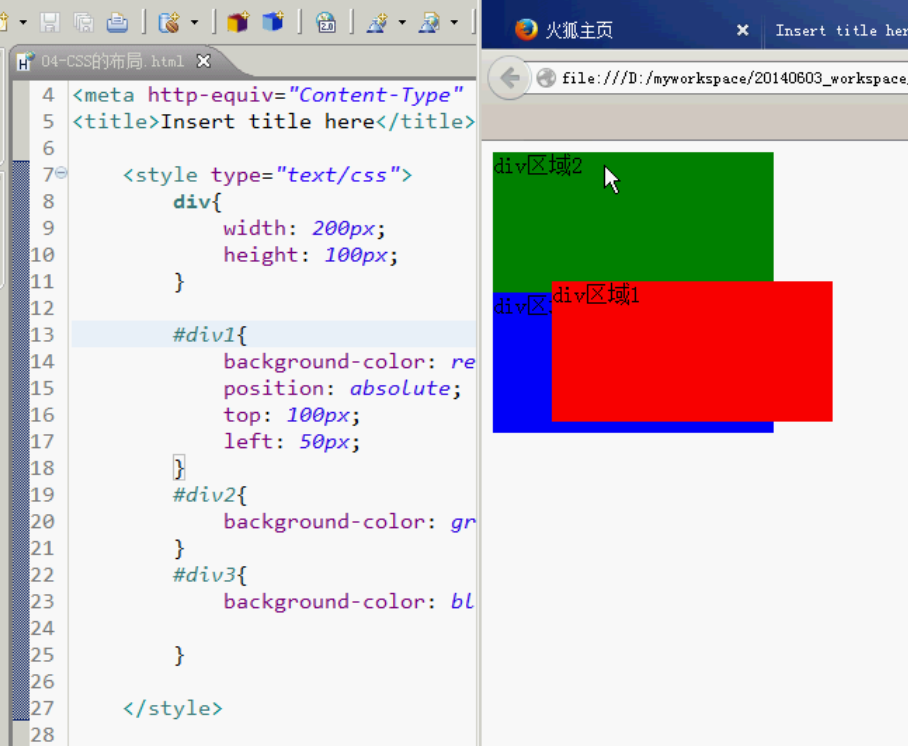 04-CSS的布局.html
4 <meta http-equiv="Content-Type"
5 <title>Insert title here</title>
6
7 <style type="text/css">
8 div{
9 width: 200px;
10 height: 100px;
11 }
12
13 #div1{
14 background-color: re
15 position: absolute;
16 top: 100px;
17 left: 50px;
18 }
19 #div2{
20 background-color: gr
21 }
22 #div3{
23 background-color: bl
24
25 }
26
27 </style>
28
火狐主页
Insert title her
file:///D:/myworkspace/20140603_workspace
div区域2
div区域1
div区